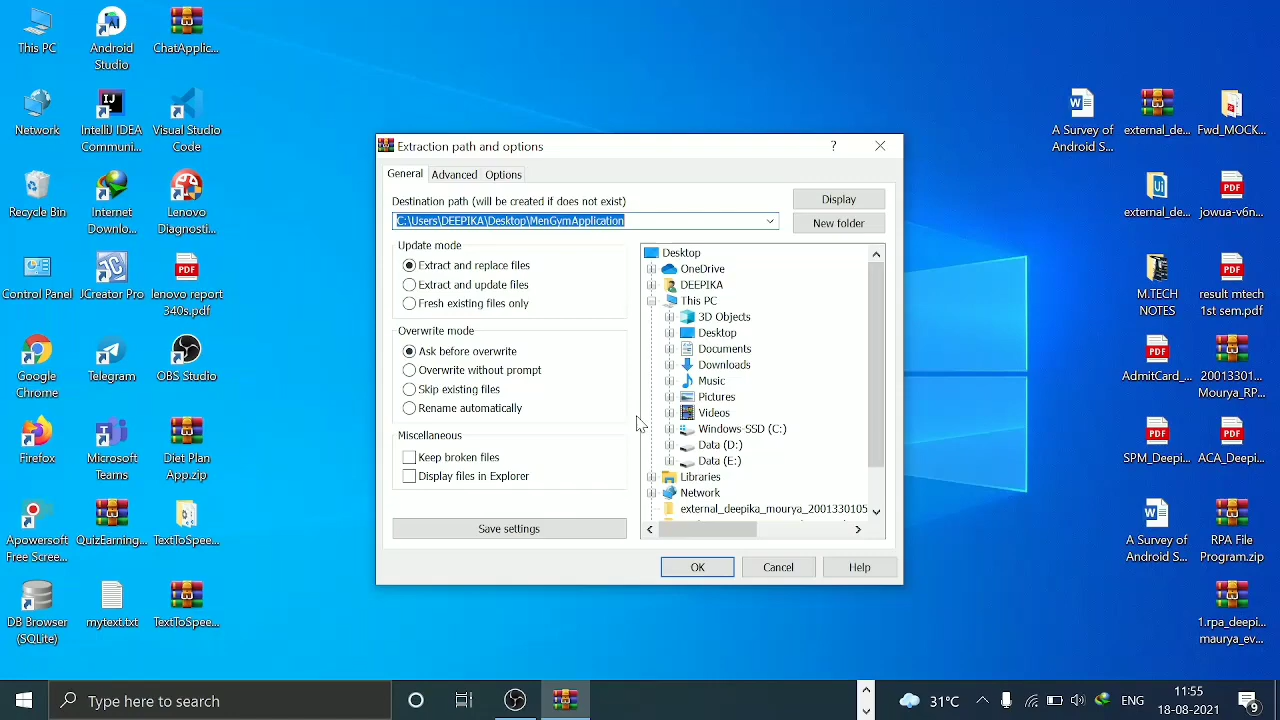 This PC
Android
Studio
ChatApplic...
Network
IntelliJ IDEA
Communi...
Visual Studio
Code
Recycle Bin
Internet
Downlo...
Lenovo
Diagnosti...
Control Panel
JCreator Pro
lenovo report
340s.pdf
Google
Chrome
Telegram
OBS Studio
Firefox
Microsoft
Teams
Diet Plan
App.zip
Apowersoft
Free Scree...
QuizEarning...
TextToSpee...
DB Browser
(SQLite)
mytext.txt
TextToSpee...
Extraction path and options
?
General
Advanced
Options
Destination path (will be created if does not exist)
Display
C:\Users\DEEPIKA\Desktop\MenGymApplication
New folder
Update mode
Extract and replace files
Extract and update files
Fresh existing files only
Overwrite mode
Ask before overwrite
Overwrite without prompt
Skip existing files
Rename automatically
Miscellaneous
Keep broken files
Display files in Explorer
Save settings
Desktop
OneDrive
DEEPIKA
This PC
3D Objects
Desktop
Documents
Downloads
Music
Pictures
Videos
Windows-SSD (C:)
Data (D:)
Data (E:)
Libraries
Network
external_deepika_mourya_2001330105
OK
Cancel
Help
A Survey of
Android S...
external_de...
Fwd_MOCK...
external_de...
jowua-v6n...
M.TECH
NOTES
result mtech
1st sem.pdf
AdmitCard_...
20013301...
Mourya_RP...
SPM_Deepi...
ACA_Deepi...
A Survey of
Android S...
RPA File
Program.zip
1.rpa_deepi...
maurya_ev...
Type here to search
31°C
ENG
11:55
18-08-2021
9